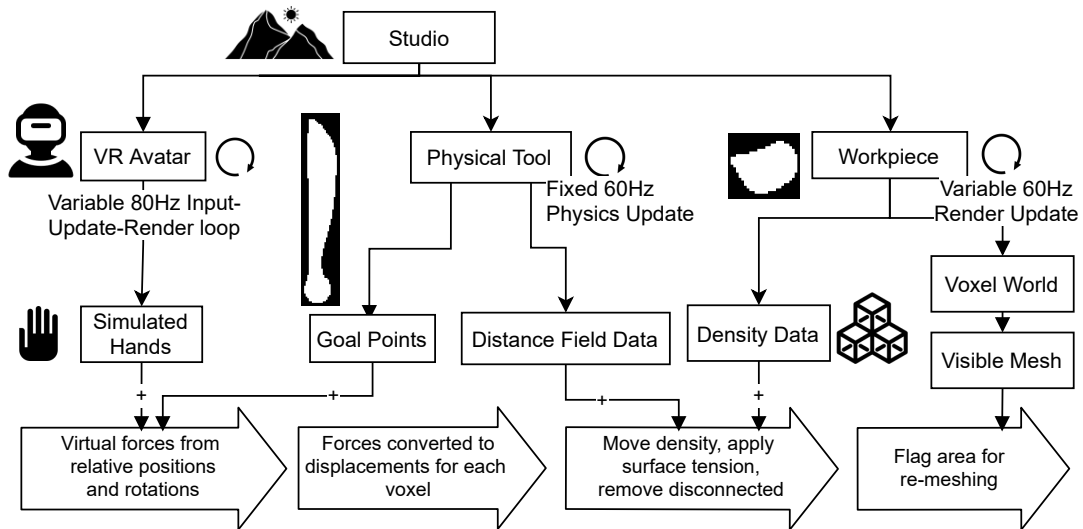 Studio
VR Avatar
Physical Tool
Workpiece
Variable 80Hz Input-
Update-Render loop
Fixed 60Hz
Physics Update
Variable 60Hz
Render Update
Voxel World
Simulated
Hands
Goal Points
Distance Field Data
Density Data
Visible Mesh
+
+
+
+
Virtual forces from
relative positions
and rotations
Forces converted to
displacements for each
voxel
Move density, apply
surface tension,
remove disconnected
Flag area for
re-meshing